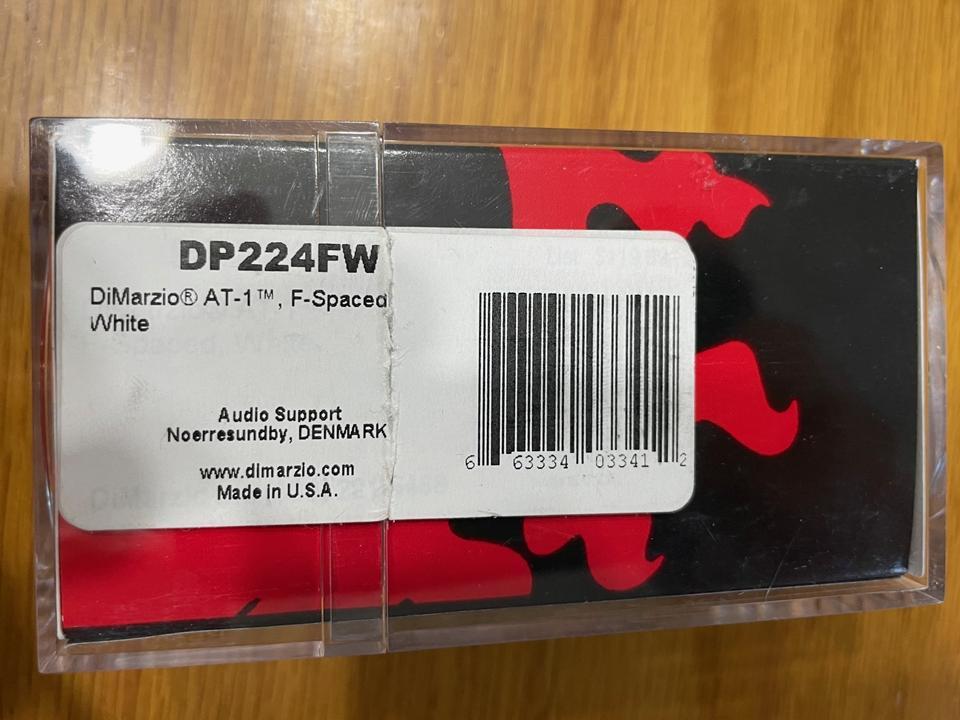 DP224FW
DiMarzio® AT-1™, F-Spaced
White
Audio Support
Noerresundby, DENMARK
www.dimarzio.com
Made in U.S.A.
6 63334 03341 2